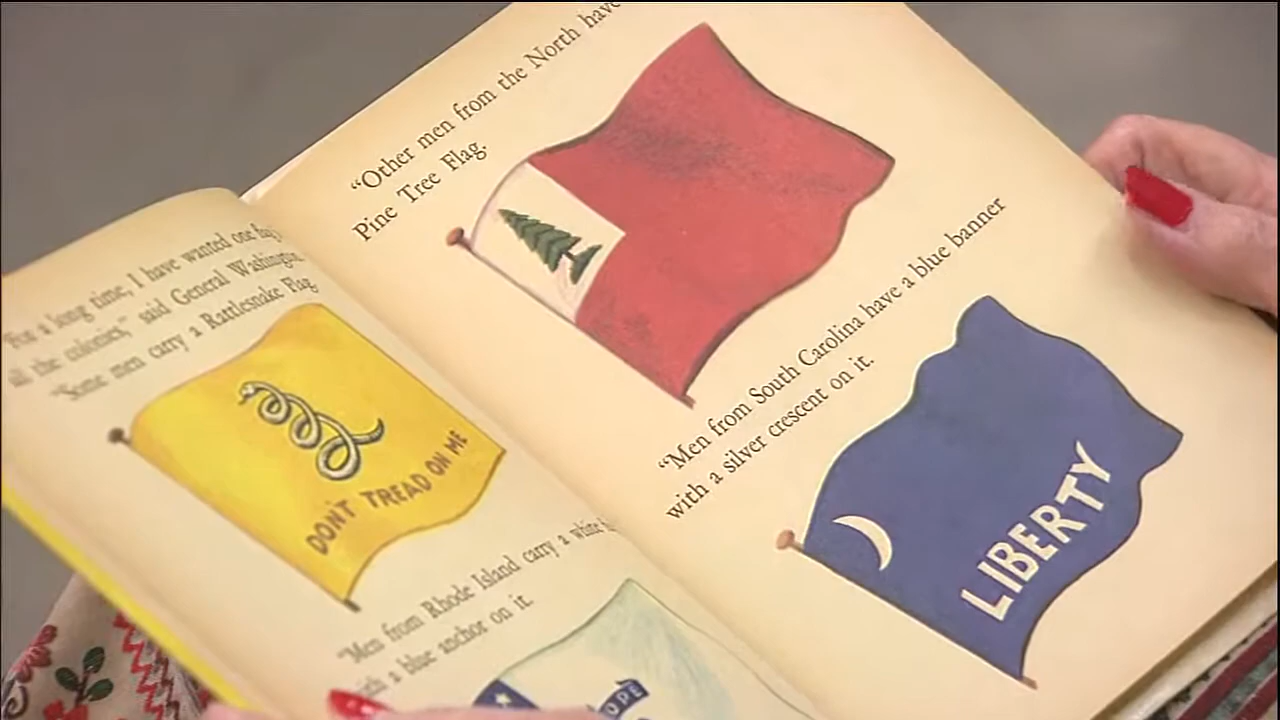 For a long time, I have wanted one flag
all the colonies," said General Washington.
"Some men carry a Rattlesnake Flag.
DON'T TREAD ON ME
"Men from Rhode Island carry a white
with a blue anchor on it.
HOPE
"Other men from the North have
Pine Tree Flag.
"Men from South Carolina have a blue banner
with a silver crescent on it.
LIBERTY